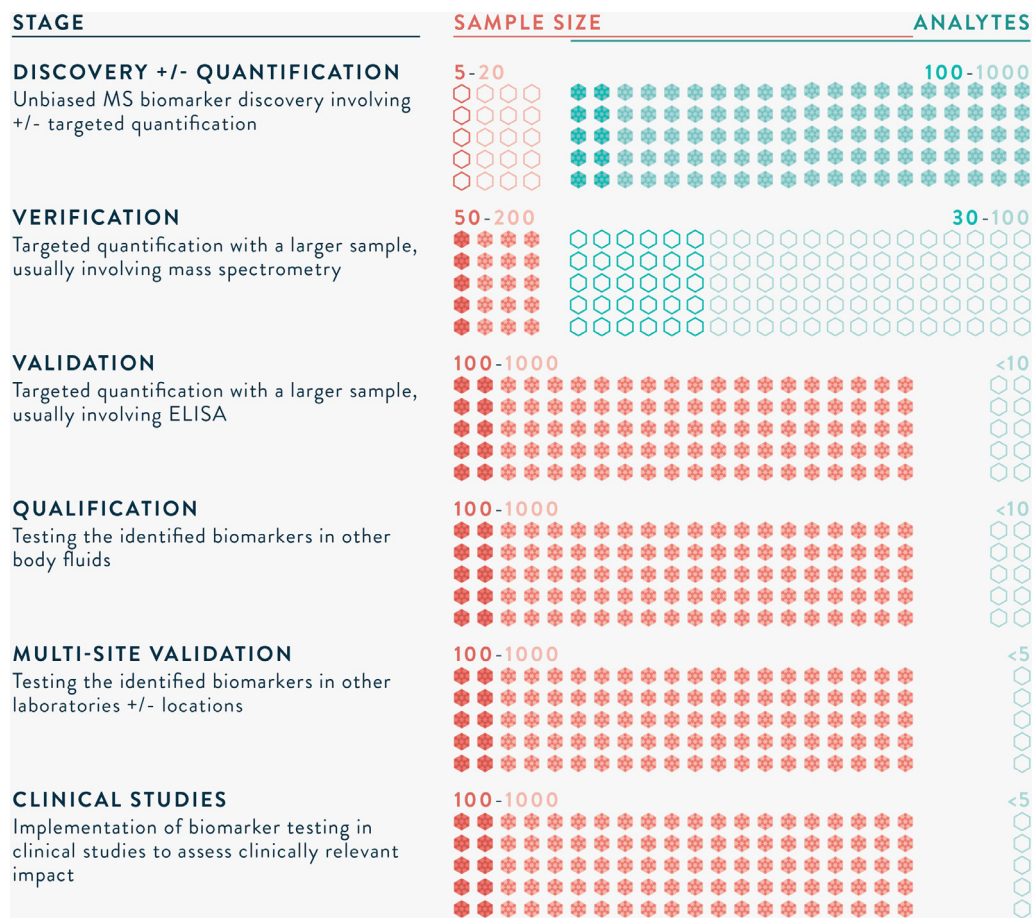 STAGE
SAMPLE SIZE
ANALYTES
DISCOVERY +/- QUANTIFICATION
Unbiased MS biomarker discovery involving
+/- targeted quantification
5-20
100-1000
VERIFICATION
Targeted quantification with a larger sample,
usually involving mass spectrometry
50-200
30-100
VALIDATION
Targeted quantification with a larger sample,
usually involving ELISA
100-1000
<10
QUALIFICATION
Testing the identified biomarkers in other
body fluids
100-1000
<10
MULTI-SITE VALIDATION
Testing the identified biomarkers in other
laboratories +/- locations
100-1000
<5
CLINICAL STUDIES
Implementation of biomarker testing in
clinical studies to assess clinically relevant
impact
100-1000
<5